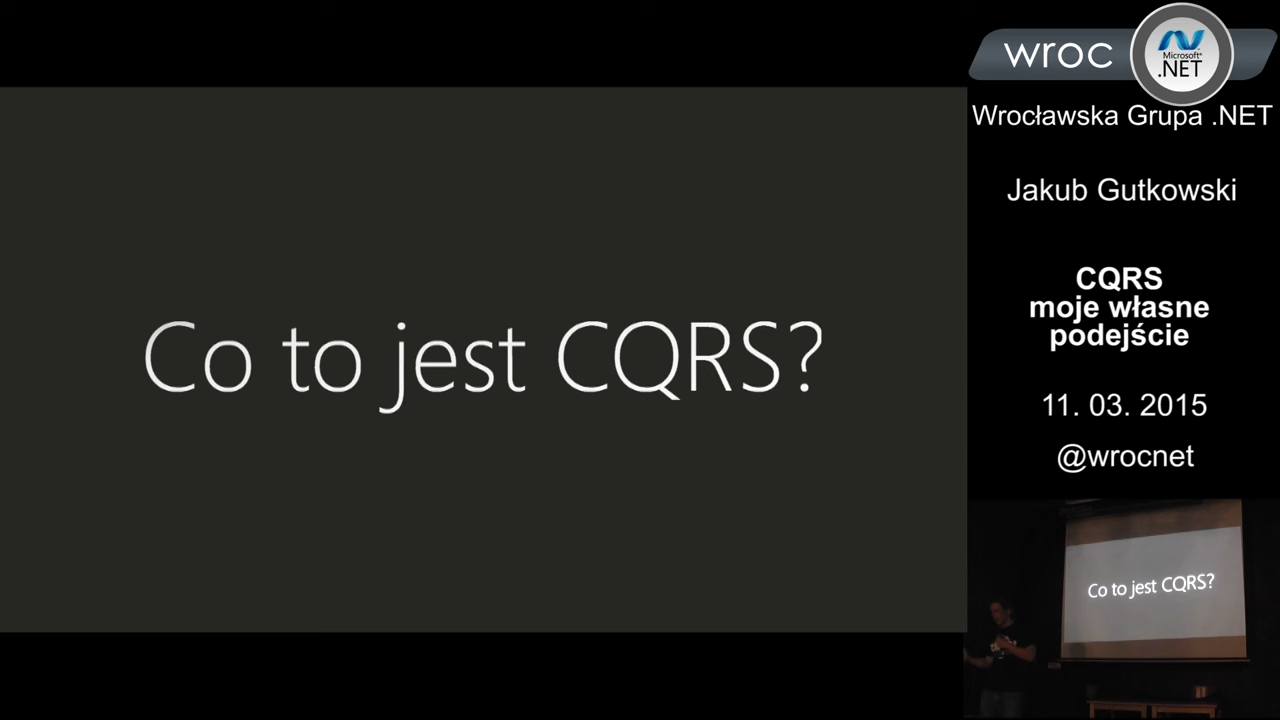 Co to jest CQRS?
wroc
Microsoft
.NET
Wrocławska Grupa .NET
Jakub Gutkowski
CQRS
moje własne
podejście
11. 03. 2015
@wrocnet
Co to jest CQRS?